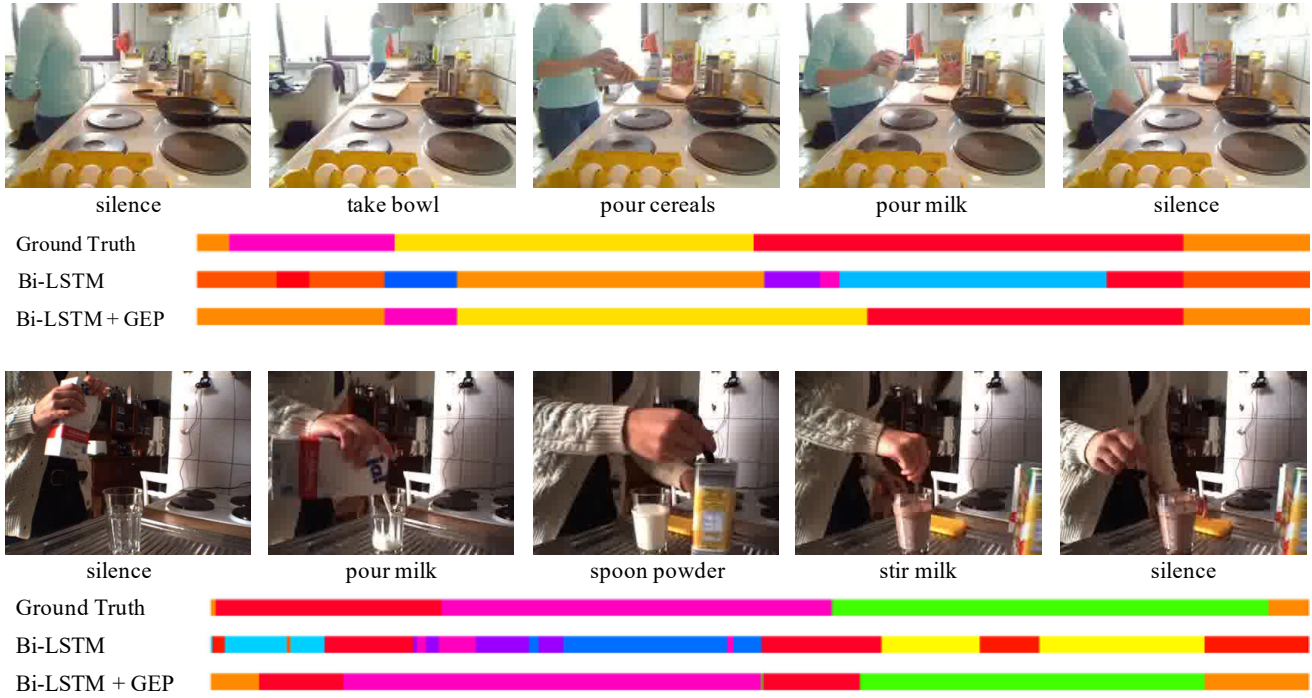 silence take bowl pour cereals pour milk silence
Ground Truth
Bi-LSTM
Bi-LSTM + GEP
silence pour milk spoon powder stir milk silence
Ground Truth
Bi-LSTM
Bi-LSTM + GEP